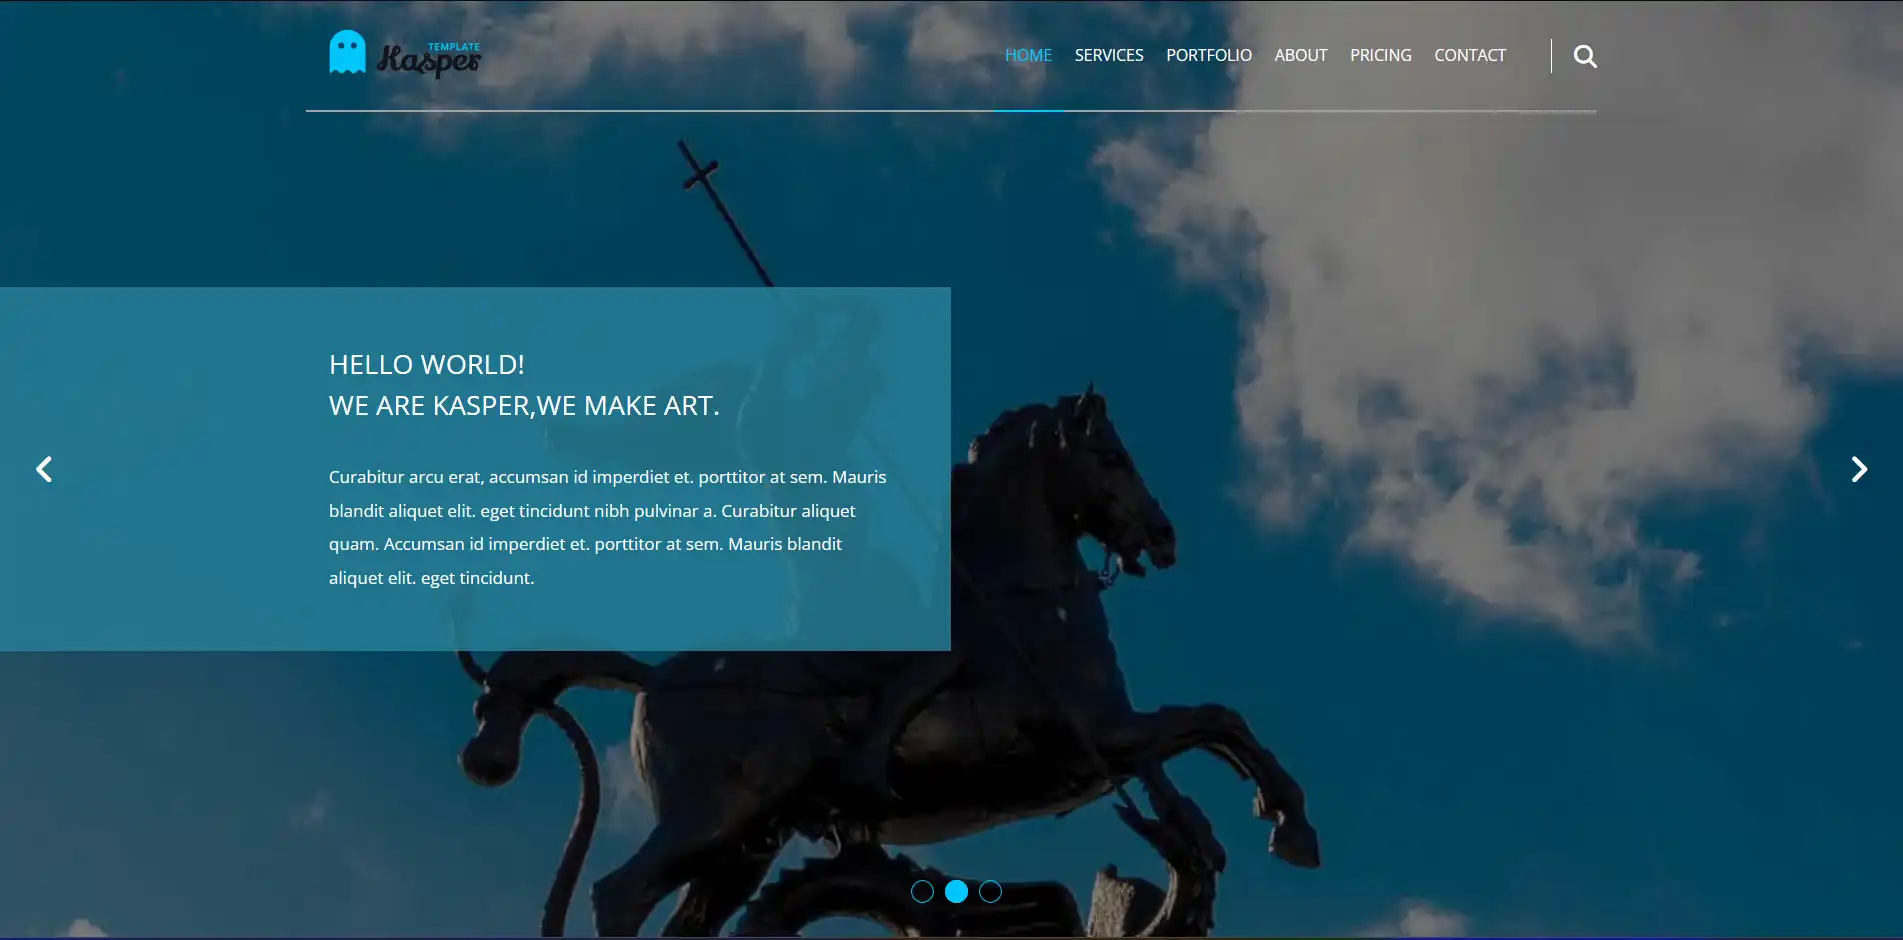 TEMPLATE
Kasper
HOME SERVICES PORTFOLIO ABOUT PRICING CONTACT
HELLO WORLD!
WE ARE KASPER,WE MAKE ART.
Curabitur arcu erat, accumsan id imperdiet et. porttitor at sem. Mauris
blandit aliquet elit. eget tincidunt nibh pulvinar a. Curabitur aliquet
quam. Accumsan id imperdiet et. porttitor at sem. Mauris blandit
aliquet elit. eget tincidunt.